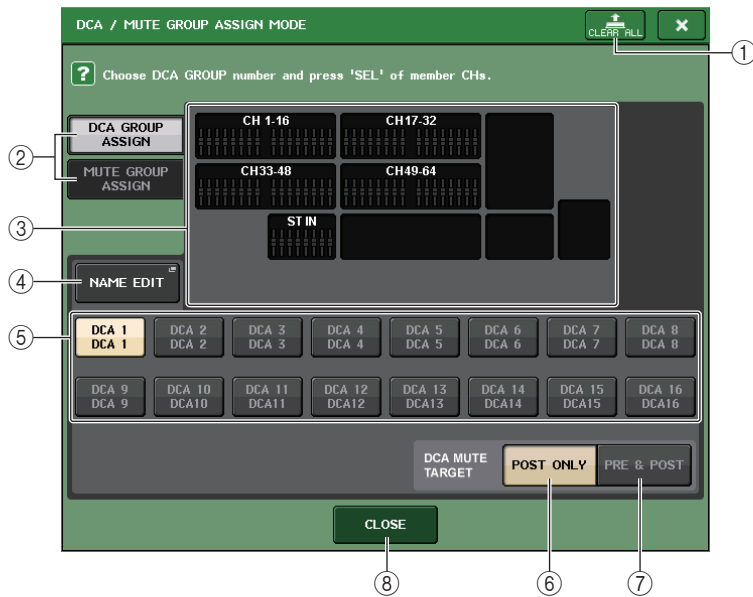 DCA / MUTE GROUP ASSIGN MODE
CLEAR ALL
×
①
? Choose DCA GROUP number and press 'SEL' of member CHs.
②
DCA GROUP
ASSIGN
MUTE GROUP
ASSIGN
③
CH 1-16
CH17-32
CH33-48
CH49-64
ST IN
④
NAME EDIT
⑤
DCA 1 DCA 2 DCA 3 DCA 4 DCA 5 DCA 6 DCA 7 DCA 8
DCA 1 DCA 2 DCA 3 DCA 4 DCA 5 DCA 6 DCA 7 DCA 8
DCA 9 DCA 10 DCA 11 DCA 12 DCA 13 DCA 14 DCA 15 DCA 16
DCA 9 DCA10 DCA11 DCA12 DCA13 DCA14 DCA15 DCA16
DCA MUTE
TARGET
POST ONLY
PRE & POST
CLOSE
⑧
⑥
⑦